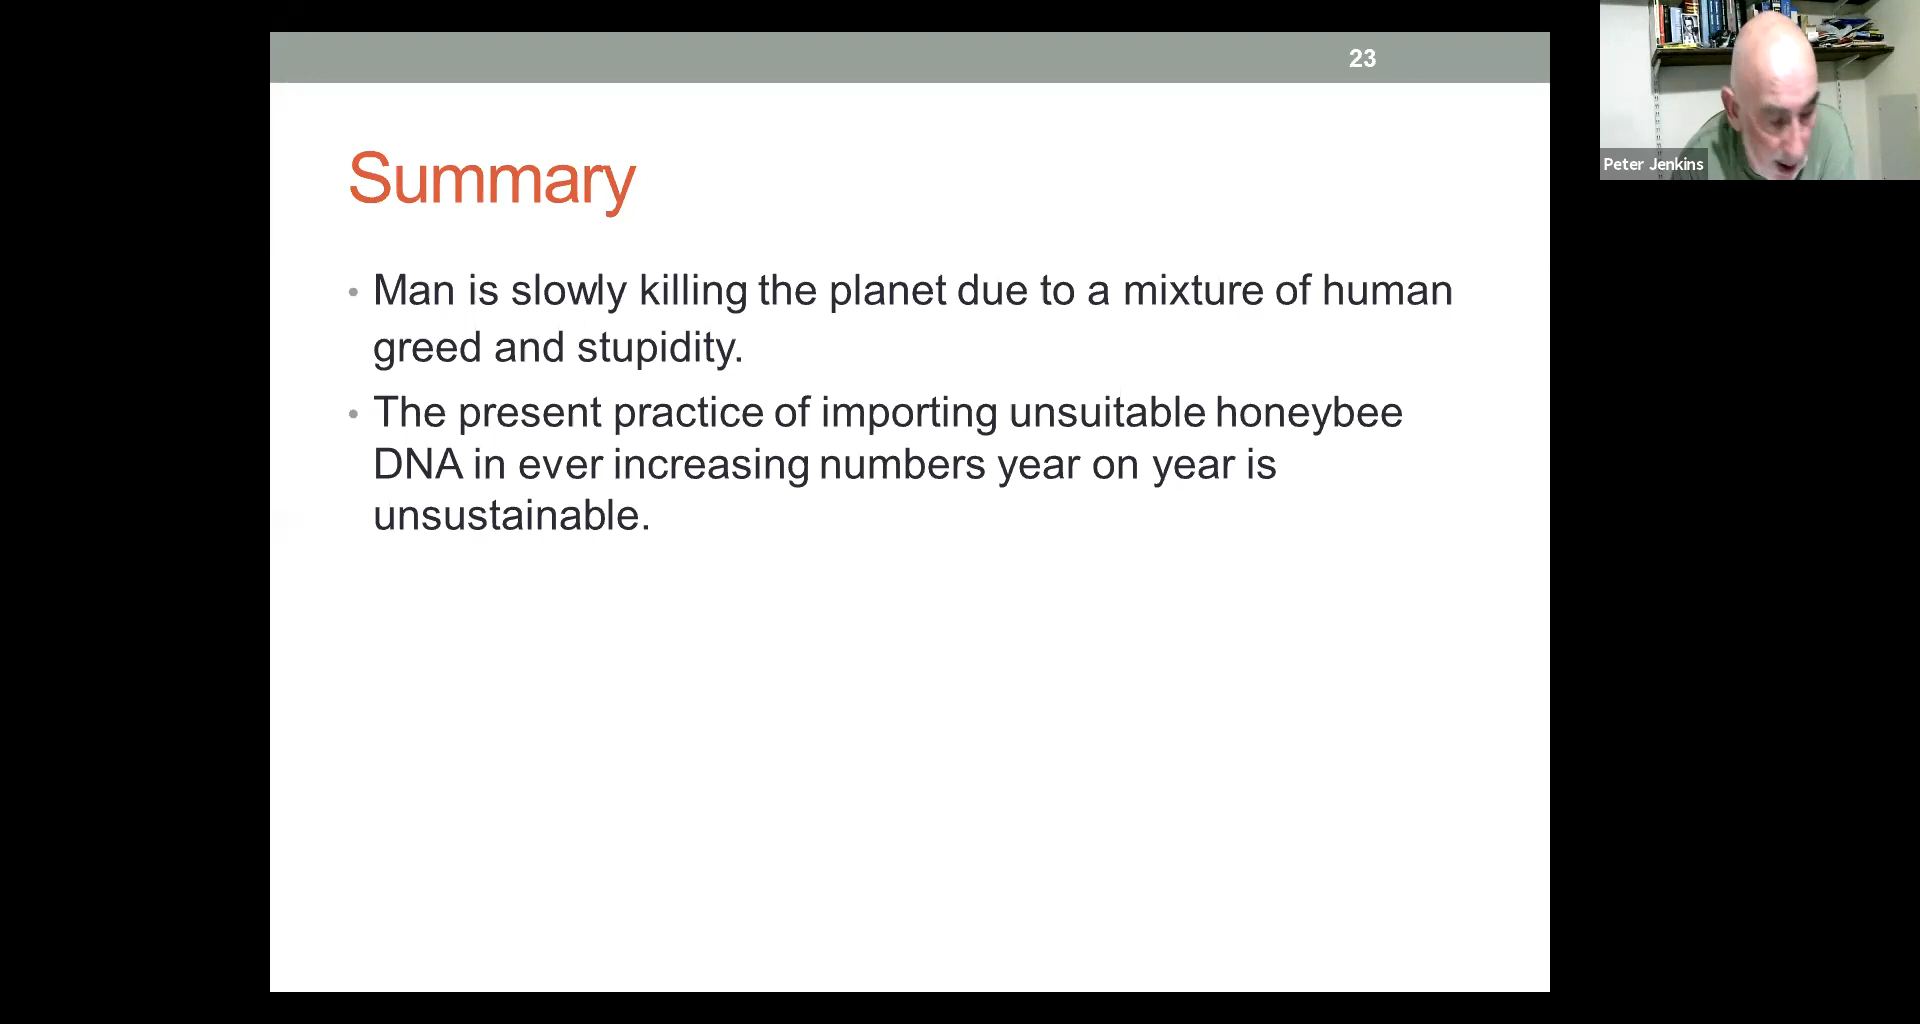 23
Summary
• Man is slowly killing the planet due to a mixture of human
greed and stupidity.
• The present practice of importing unsuitable honeybee
DNA in ever increasing numbers year on year is
unsustainable.
Peter Jenkins